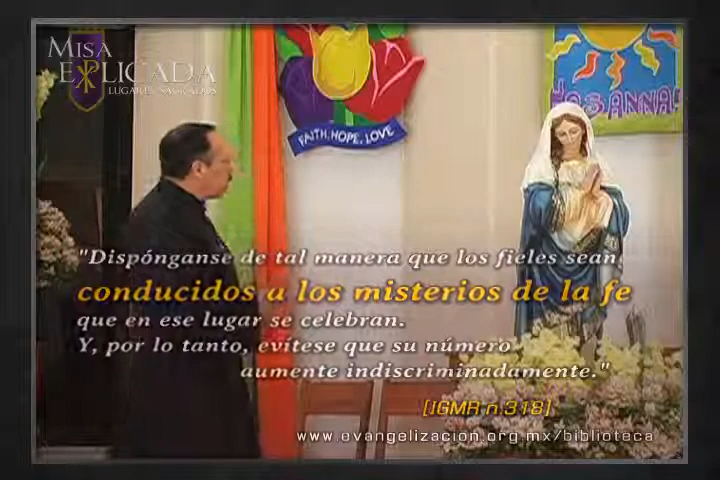 MISA
EXPLICADA
LUGARES SAGRADOS
FAITH, HOPE, LOVE
HOSANNA!
"Dispónganse de tal manera que los fieles sean
conducidos a los misterios de la fe
que en ese lugar se celebran.
Y, por lo tanto, evítese que su número
aumente indiscriminadamente."
[IGMR n.318]
www.evangelizacion.org.mx/biblioteca